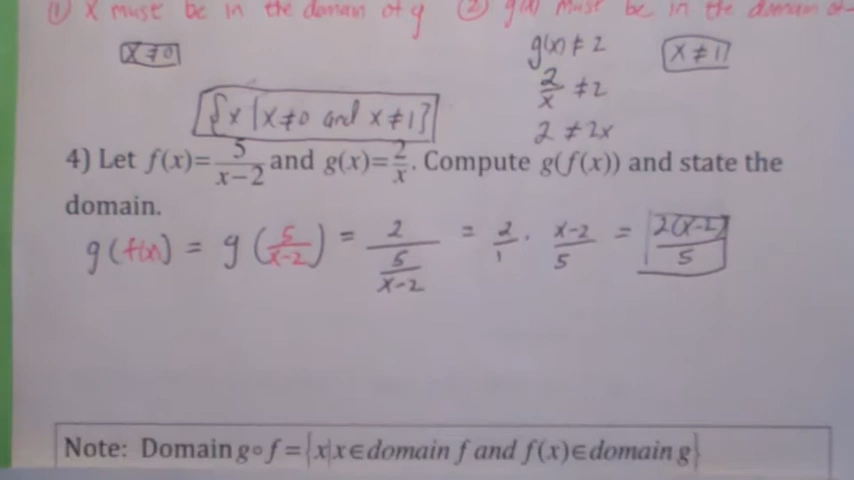 ① x must be in the domain of g ② g(x) must be in the domain of
x ≠ 0
g(x) ≠ 2
x ≠ 1
2/x ≠ 2
{x | x ≠ 0 and x ≠ 1}
2 ≠ 2x
4) Let f(x)= 5/(x−2) and g(x)= 2/x. Compute g(f(x)) and state the
domain.
g(f(x)) = g(5/(x-2)) = 2/(5/(x-2)) = 2/1 · (x-2)/5 = 2(x-2)/5
Note: Domain g∘f = {x|x∈domain f and f(x)∈domain g}